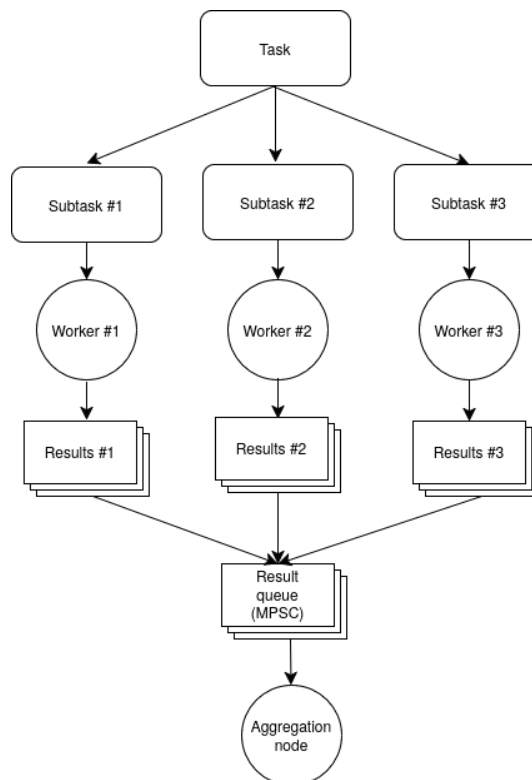 Task
Subtask #1
Subtask #2
Subtask #3
Worker #1
Worker #2
Worker #3
Results #1
Results #2
Results #3
Result
queue
(MPSC)
Aggregation
node